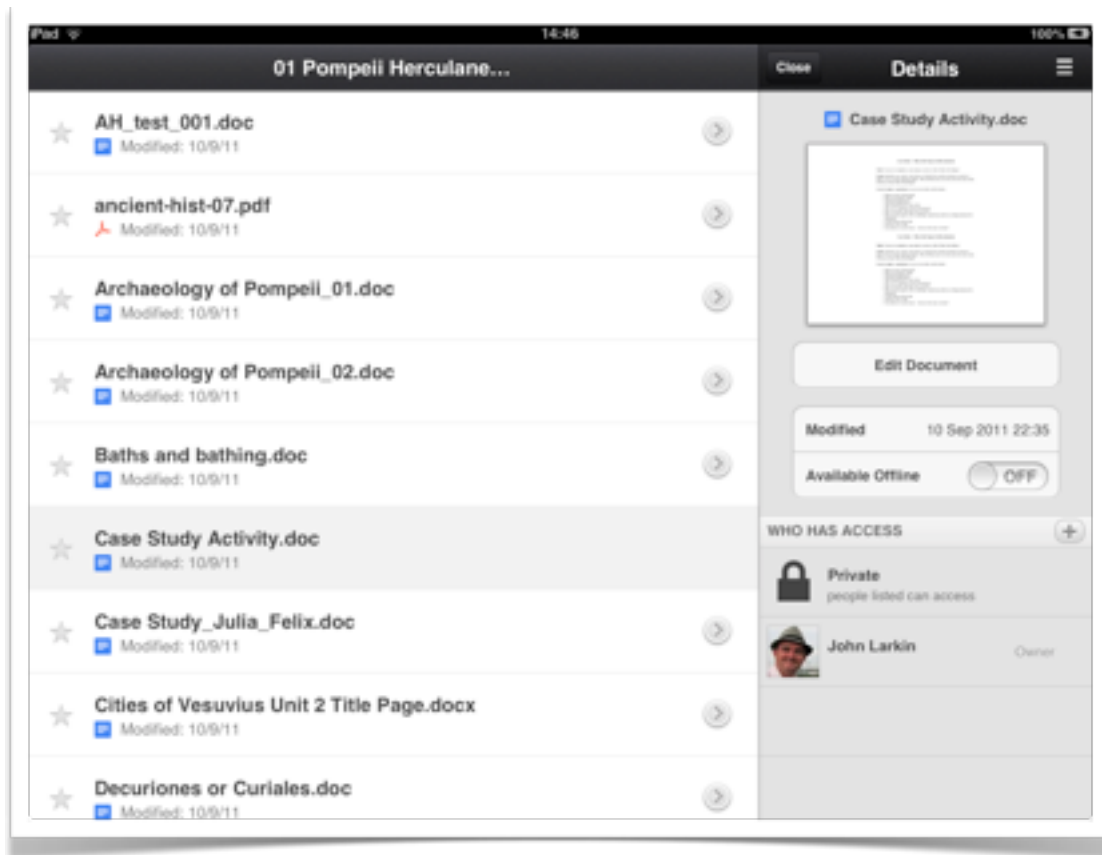 iPad
14:46
100%
01 Pompeii Herculane...
Close
Details
AH_test_001.doc
Modified: 10/9/11
ancient-hist-07.pdf
Modified: 10/9/11
Archaeology of Pompeii_01.doc
Modified: 10/9/11
Archaeology of Pompeii_02.doc
Modified: 10/9/11
Baths and bathing.doc
Modified: 10/9/11
Case Study Activity.doc
Modified: 10/9/11
Case Study_Julia_Felix.doc
Modified: 10/9/11
Cities of Vesuvius Unit 2 Title Page.docx
Modified: 10/9/11
Decuriones or Curiales.doc
Modified: 10/9/11
Case Study Activity.doc
Edit Document
Modified 10 Sep 2011 22:35
Available Offline OFF
WHO HAS ACCESS
Private
people listed can access
John Larkin Owner